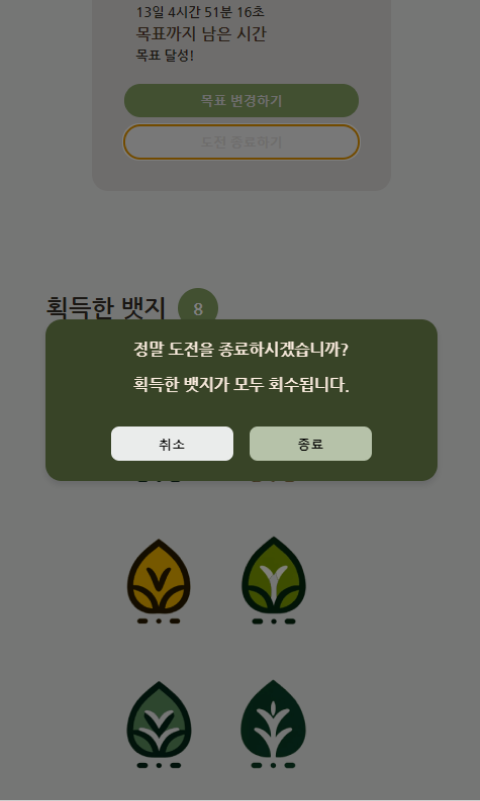 13일 4시간 51분 16초
목표까지 남은 시간
목표 달성!
목표 변경하기
도전 종료하기
획득한 뱃지 8
정말 도전을 종료하시겠습니까?
획득한 뱃지가 모두 회수됩니다.
취소 종료